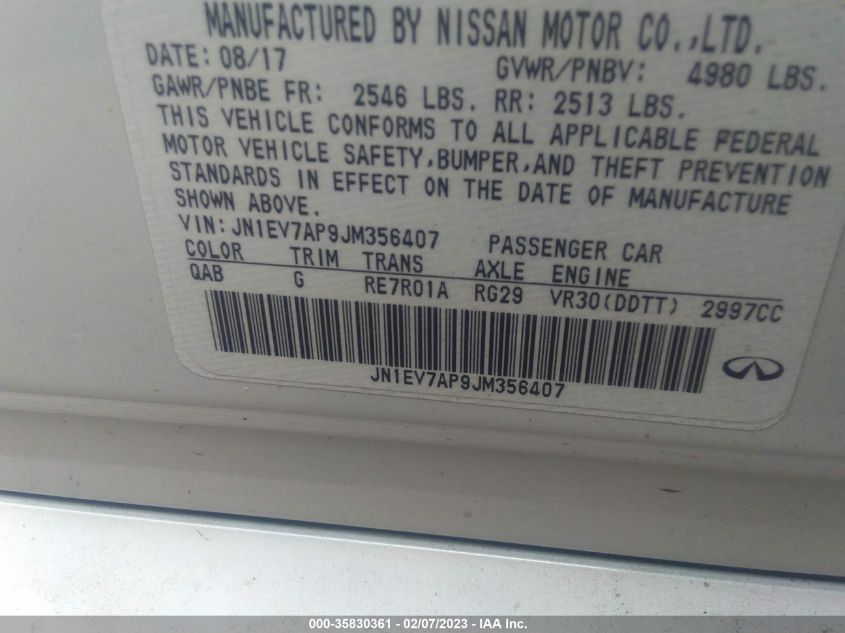 MANUFACTURED BY NISSAN MOTOR CO.,LTD.
DATE: 08/17 GVWR/PNBV: 4980 LBS.
GAWR/PNBE FR: 2546 LBS. RR: 2513 LBS.
THIS VEHICLE CONFORMS TO ALL APPLICABLE FEDERAL
MOTOR VEHICLE SAFETY,BUMPER,AND THEFT PREVENTION
STANDARDS IN EFFECT ON THE DATE OF MANUFACTURE
SHOWN ABOVE.
VIN: JN1EV7AP9JM356407 PASSENGER CAR
COLOR TRIM TRANS AXLE ENGINE
QAB G RE7R01A RG29 VR30(DDTT) 2997CC
JN1EV7AP9JM356407
000-35830361 - 02/07/2023 - IAA Inc.